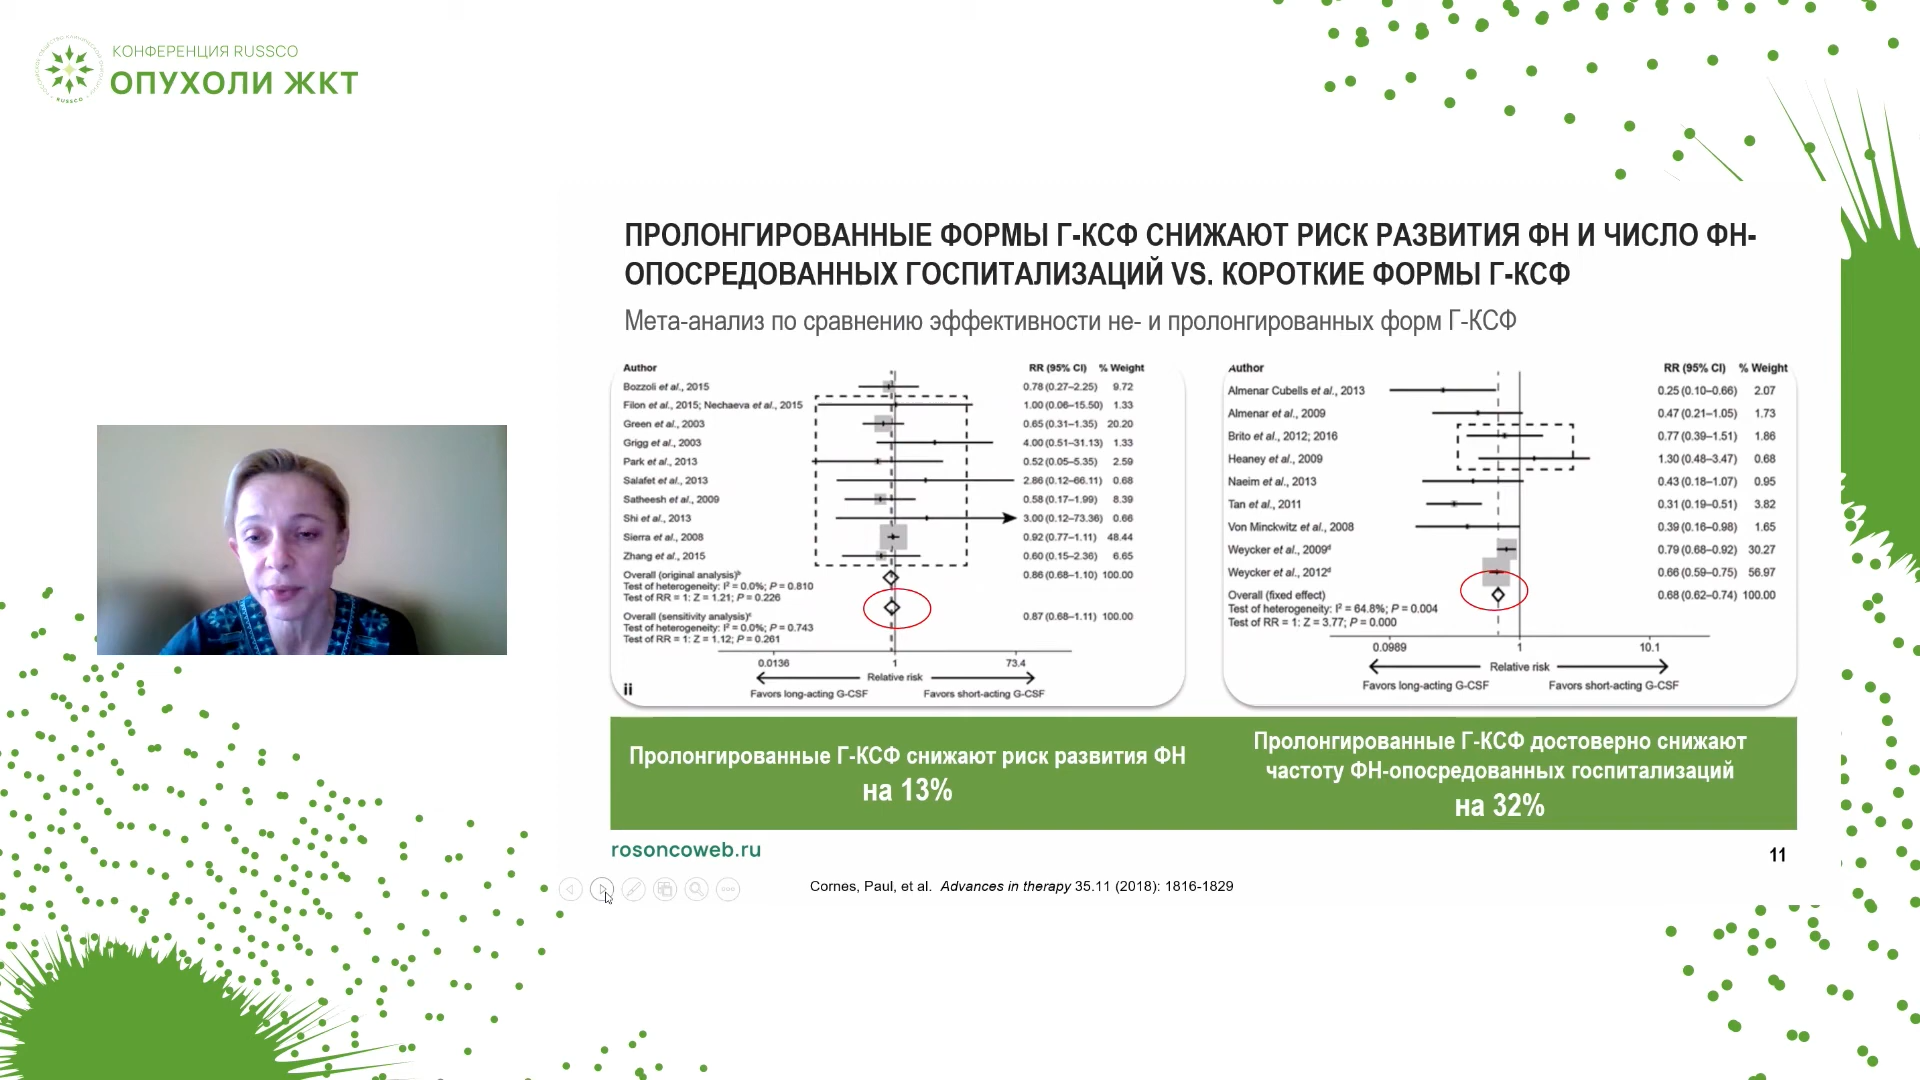 КОНФЕРЕНЦИЯ RUSSCO
ОПУХОЛИ ЖКТ
ПРОЛОНГИРОВАННЫЕ ФОРМЫ Г-КСФ СНИЖАЮТ РИСК РАЗВИТИЯ ФН И ЧИСЛО ФН-
ОПОСРЕДОВАННЫХ ГОСПИТАЛИЗАЦИЙ VS. КОРОТКИЕ ФОРМЫ Г-КСФ
Мета-анализ по сравнению эффективности не- и пролонгированных форм Г-КСФ
Author RR (95% CI) % Weight
Bozzoli et al., 2015 0.78 (0.27–2.25) 9.72
Filon et al., 2015; Nechaeva et al., 2015 1.00 (0.06–15.50) 1.33
Green et al., 2003 0.65 (0.31–1.35) 20.20
Grigg et al., 2003 4.00 (0.51–31.13) 1.33
Park et al., 2013 0.52 (0.05–5.35) 2.59
Salafet et al., 2013 2.86 (0.12–66.11) 0.68
Satheesh et al., 2009 0.58 (0.17–1.99) 8.39
Shi et al., 2013 3.00 (0.12–73.36) 0.66
Sierra et al., 2008 0.92 (0.77–1.11) 48.44
Zhang et al., 2015 0.60 (0.15–2.36) 6.65
Overall (original analysis)ᵇ 0.86 (0.68–1.10) 100.00
Test of heterogeneity: I² = 0.0%; P = 0.810
Test of RR = 1: Z = 1.21; P = 0.226
Overall (sensitivity analysis)ᶜ 0.87 (0.68–1.11) 100.00
Test of heterogeneity: I² = 0.0%; P = 0.743
Test of RR = 1: Z = 1.12; P = 0.261
0.0136 1 73.4
Relative risk
Favors long-acting G-CSF Favors short-acting G-CSF
ii
Author RR (95% CI) % Weight
Almenar Cubells et al., 2013 0.25 (0.10–0.66) 2.07
Almenar et al., 2009 0.47 (0.21–1.05) 1.73
Brito et al., 2012; 2016 0.77 (0.39–1.51) 1.86
Heaney et al., 2009 1.30 (0.48–3.47) 0.68
Naeim et al., 2013 0.43 (0.18–1.07) 0.95
Tan et al., 2011 0.31 (0.19–0.51) 3.82
Von Minckwitz et al., 2008 0.39 (0.16–0.98) 1.65
Weycker et al., 2009ᵈ 0.79 (0.68–0.92) 30.27
Weycker et al., 2012ᵈ 0.66 (0.59–0.75) 56.97
Overall (fixed effect) 0.68 (0.62–0.74) 100.00
Test of heterogeneity: I² = 64.8%; P = 0.004
Test of RR = 1: Z = 3.77; P = 0.000
0.0989 1 10.1
Relative risk
Favors long-acting G-CSF Favors short-acting G-CSF
Пролонгированные Г-КСФ снижают риск развития ФН
на 13%
Пролонгированные Г-КСФ достоверно снижают
частоту ФН-опосредованных госпитализаций
на 32%
rosoncoweb.ru
11
Cornes, Paul, et al. Advances in therapy 35.11 (2018): 1816-1829